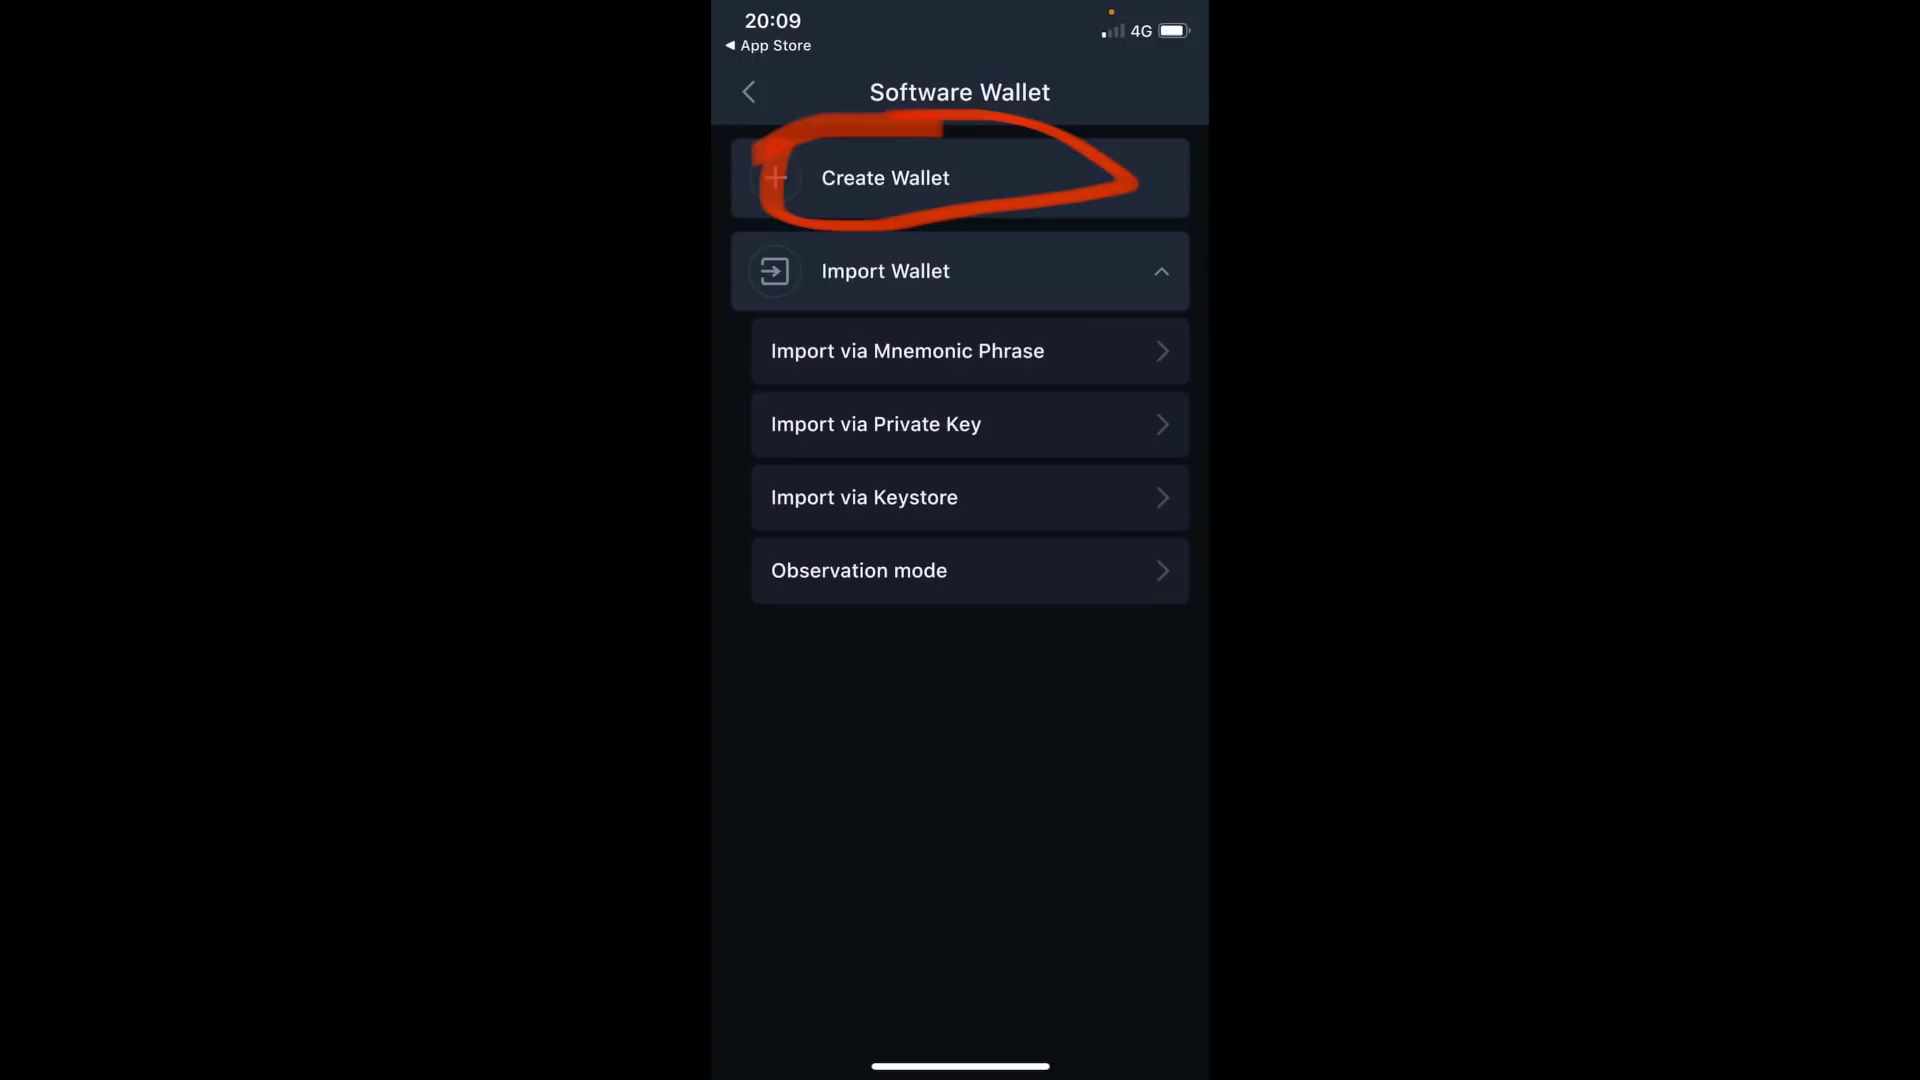 20:09
4G
◀ App Store
Software Wallet
Create Wallet
Import Wallet
Import via Mnemonic Phrase
Import via Private Key
Import via Keystore
Observation mode